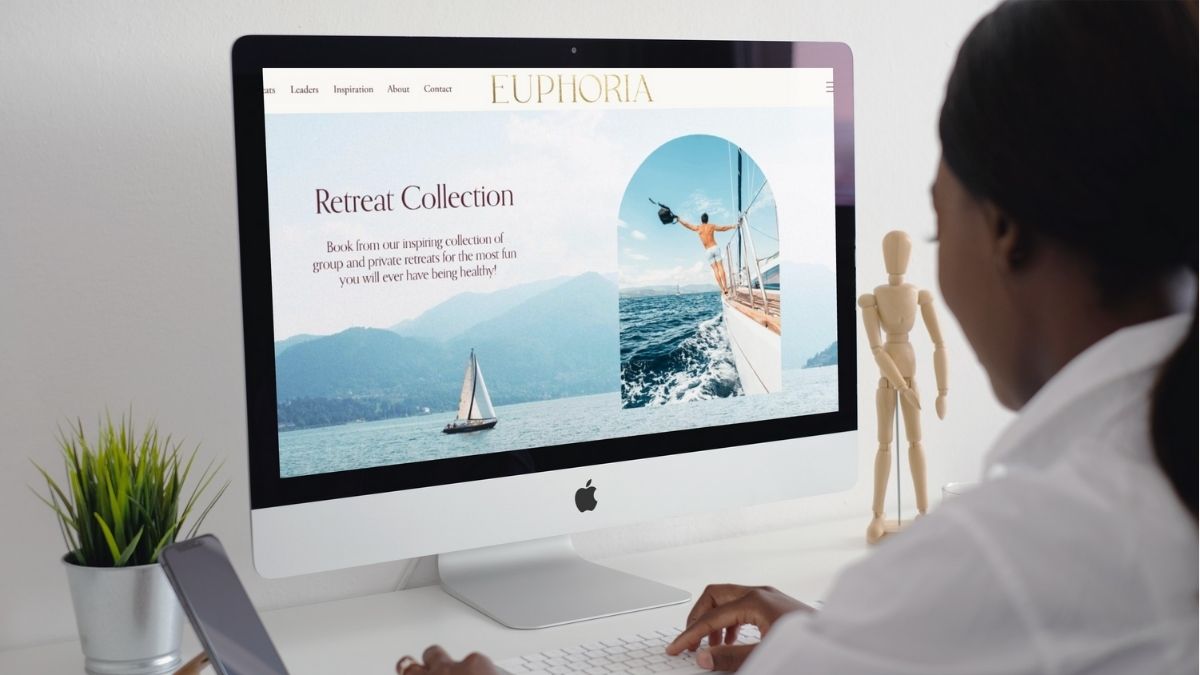 Leaders Inspiration About Contact
EUPHORIA
Retreat Collection
Book from our inspiring collection of
group and private retreats for the most fun
you will ever have being healthy!